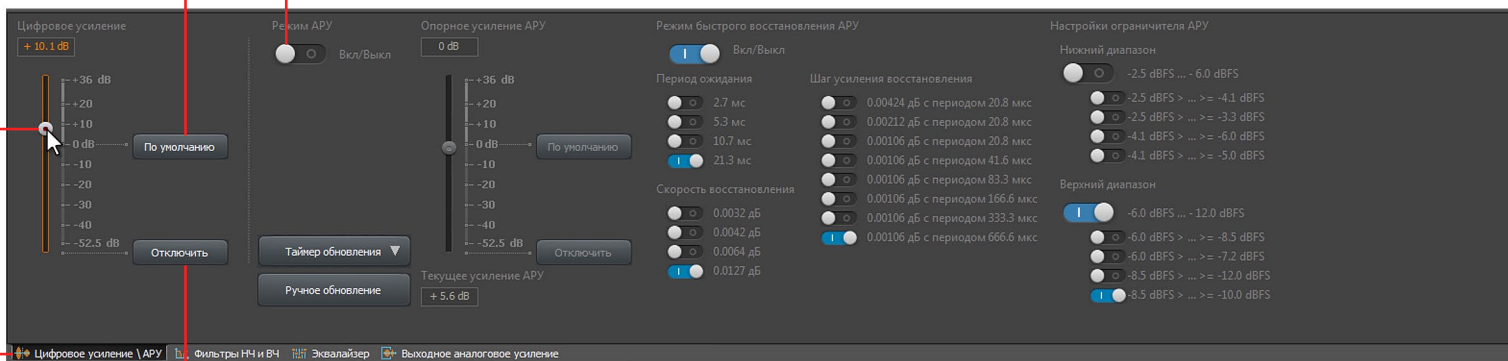 Цифровое усиление
+ 10.1 dB
+36 dB
+20
+10
0 dB
-10
-20
-30
-40
-52.5 dB
По умолчанию
Отключить
Режим АРУ
Вкл/Выкл
Таймер обновления
Ручное обновление
Опорное усиление АРУ
0 dB
+36 dB
+20
+10
0 dB
-10
-20
-30
-40
-52.5 dB
По умолчанию
Отключить
Текущее усиление АРУ
+ 5.6 dB
Режим быстрого восстановления АРУ
Вкл/Выкл
Период ожидания
2.7 мс
5.3 мс
10.7 мс
21.3 мс
Скорость восстановления
0.0032 дБ
0.0042 дБ
0.0064 дБ
0.0127 дБ
Шаг усиления восстановления
0.00424 дБ с периодом 20.8 мкс
0.00212 дБ с периодом 20.8 мкс
0.00106 дБ с периодом 20.8 мкс
0.00106 дБ с периодом 41.6 мкс
0.00106 дБ с периодом 83.3 мкс
0.00106 дБ с периодом 166.6 мкс
0.00106 дБ с периодом 333.3 мкс
0.00106 дБ с периодом 666.6 мкс
Настройки ограничителя АРУ
Нижний диапазон
-2.5 dBFS ... - 6.0 dBFS
-2.5 dBFS > ... >= -4.1 dBFS
-2.5 dBFS > ... >= -3.3 dBFS
-4.1 dBFS > ... >= -6.0 dBFS
-4.1 dBFS > ... >= -5.0 dBFS
Верхний диапазон
-6.0 dBFS ... - 12.0 dBFS
-6.0 dBFS > ... >= -8.5 dBFS
-6.0 dBFS > ... >= -7.2 dBFS
-8.5 dBFS > ... >= -12.0 dBFS
-8.5 dBFS > ... >= -10.0 dBFS
Цифровое усиление \ АРУ
Фильтры НЧ и ВЧ
Эквалайзер
Выходное аналоговое усиление